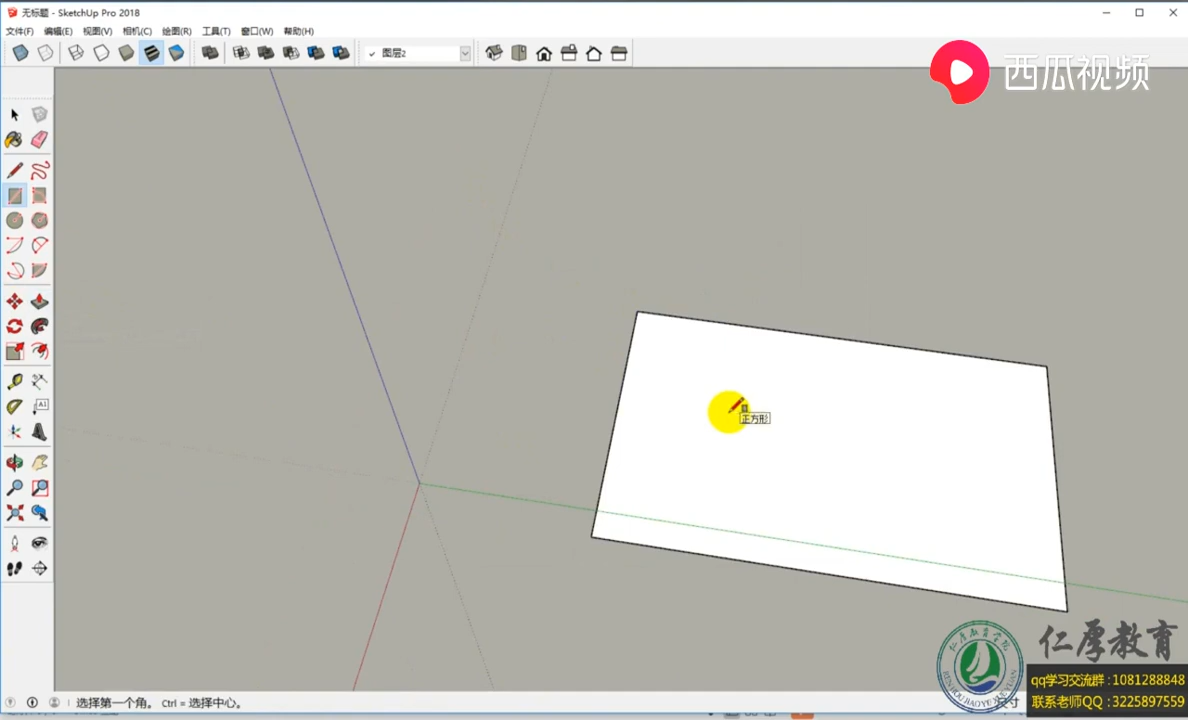 无标题 - SketchUp Pro 2018
文件(F) 编辑(E) 视图(V) 相机(C) 绘图(R) 工具(T) 窗口(W) 帮助(H)
✓ 图层2
西瓜视频
A1
正方形
仁厚教育
qq学习交流群:1081288848
联系老师QQ:3225897559
选择第一个角。 Ctrl = 选择中心。
尺寸